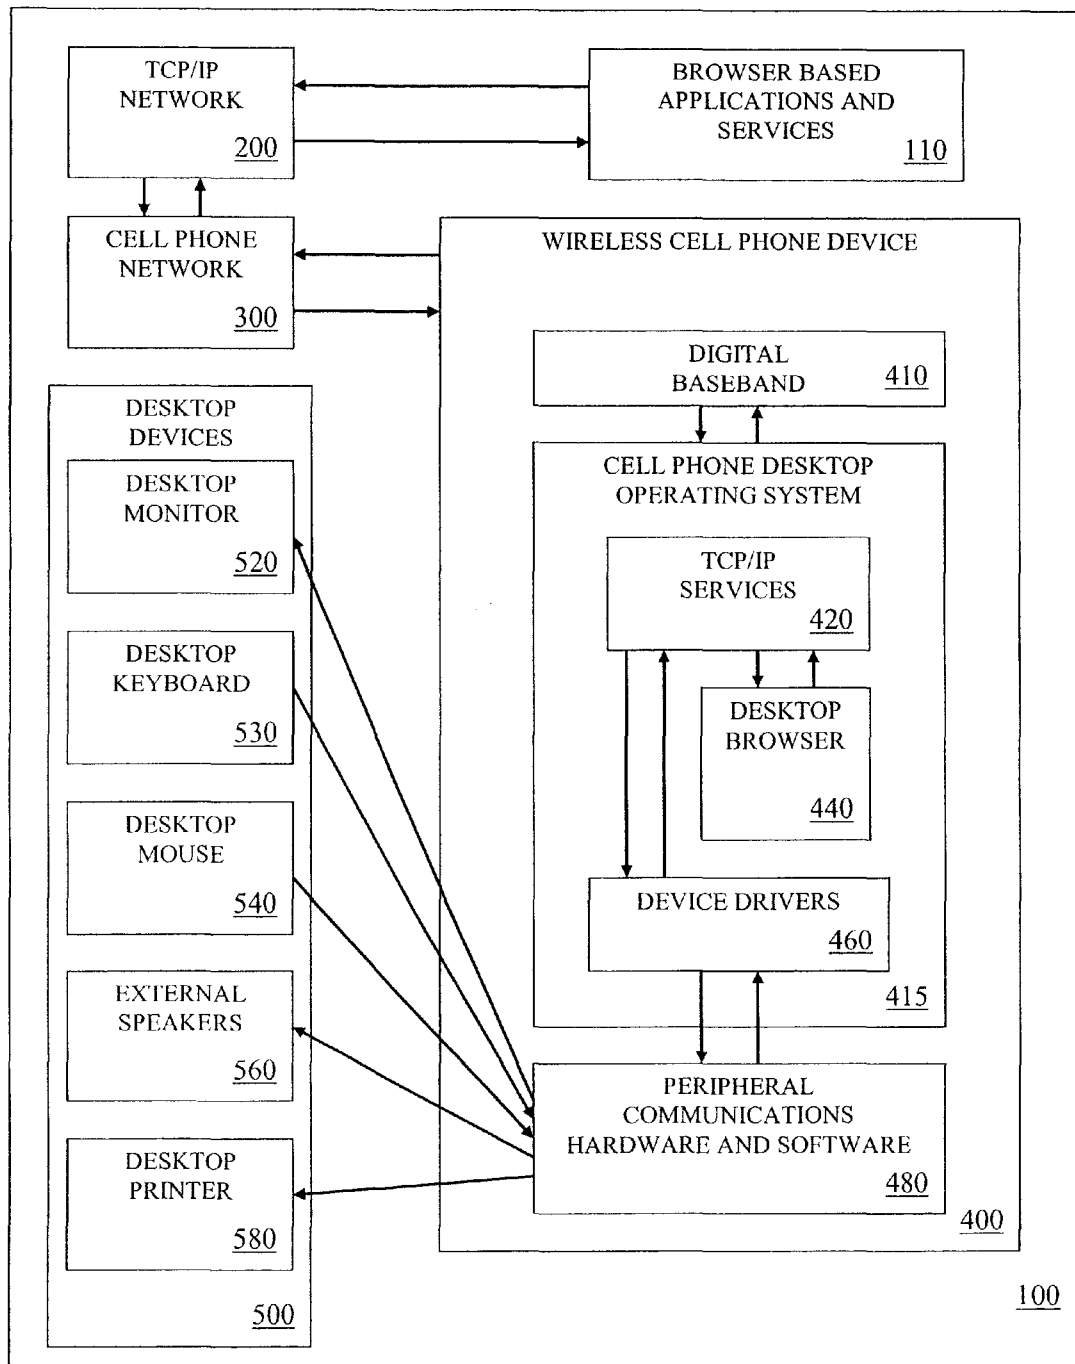 TCP/IP
NETWORK
200
BROWSER BASED
APPLICATIONS AND
SERVICES
110
CELL PHONE
NETWORK
300
WIRELESS CELL PHONE DEVICE
DIGITAL
BASEBAND
410
CELL PHONE DESKTOP
OPERATING SYSTEM
TCP/IP
SERVICES
420
DESKTOP
BROWSER
440
DEVICE DRIVERS
460
415
PERIPHERAL
COMMUNICATIONS
HARDWARE AND SOFTWARE
480
400
DESKTOP
DEVICES
DESKTOP
MONITOR
520
DESKTOP
KEYBOARD
530
DESKTOP
MOUSE
540
EXTERNAL
SPEAKERS
560
DESKTOP
PRINTER
580
500
100